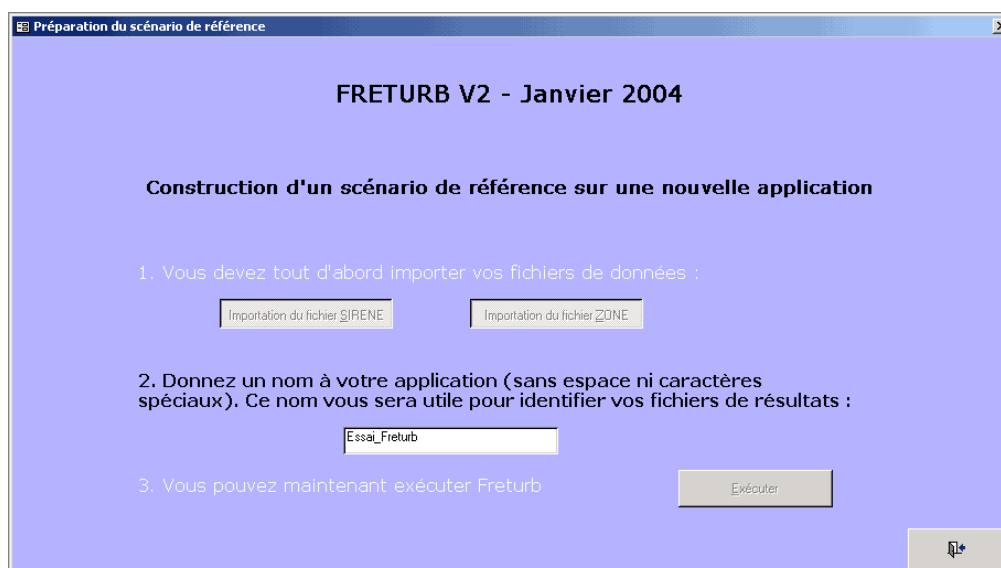 Préparation du scénario de référence
FRETURB V2 - Janvier 2004
Construction d'un scénario de référence sur une nouvelle application
1. Vous devez tout d'abord importer vos fichiers de données :
Importation du fichier SIRENE
Importation du fichier ZONE
2. Donnez un nom à votre application (sans espace ni caractères
spéciaux). Ce nom vous sera utile pour identifier vos fichiers de résultats :
Essai_Freturb
3. Vous pouvez maintenant exécuter Freturb
Exécuter